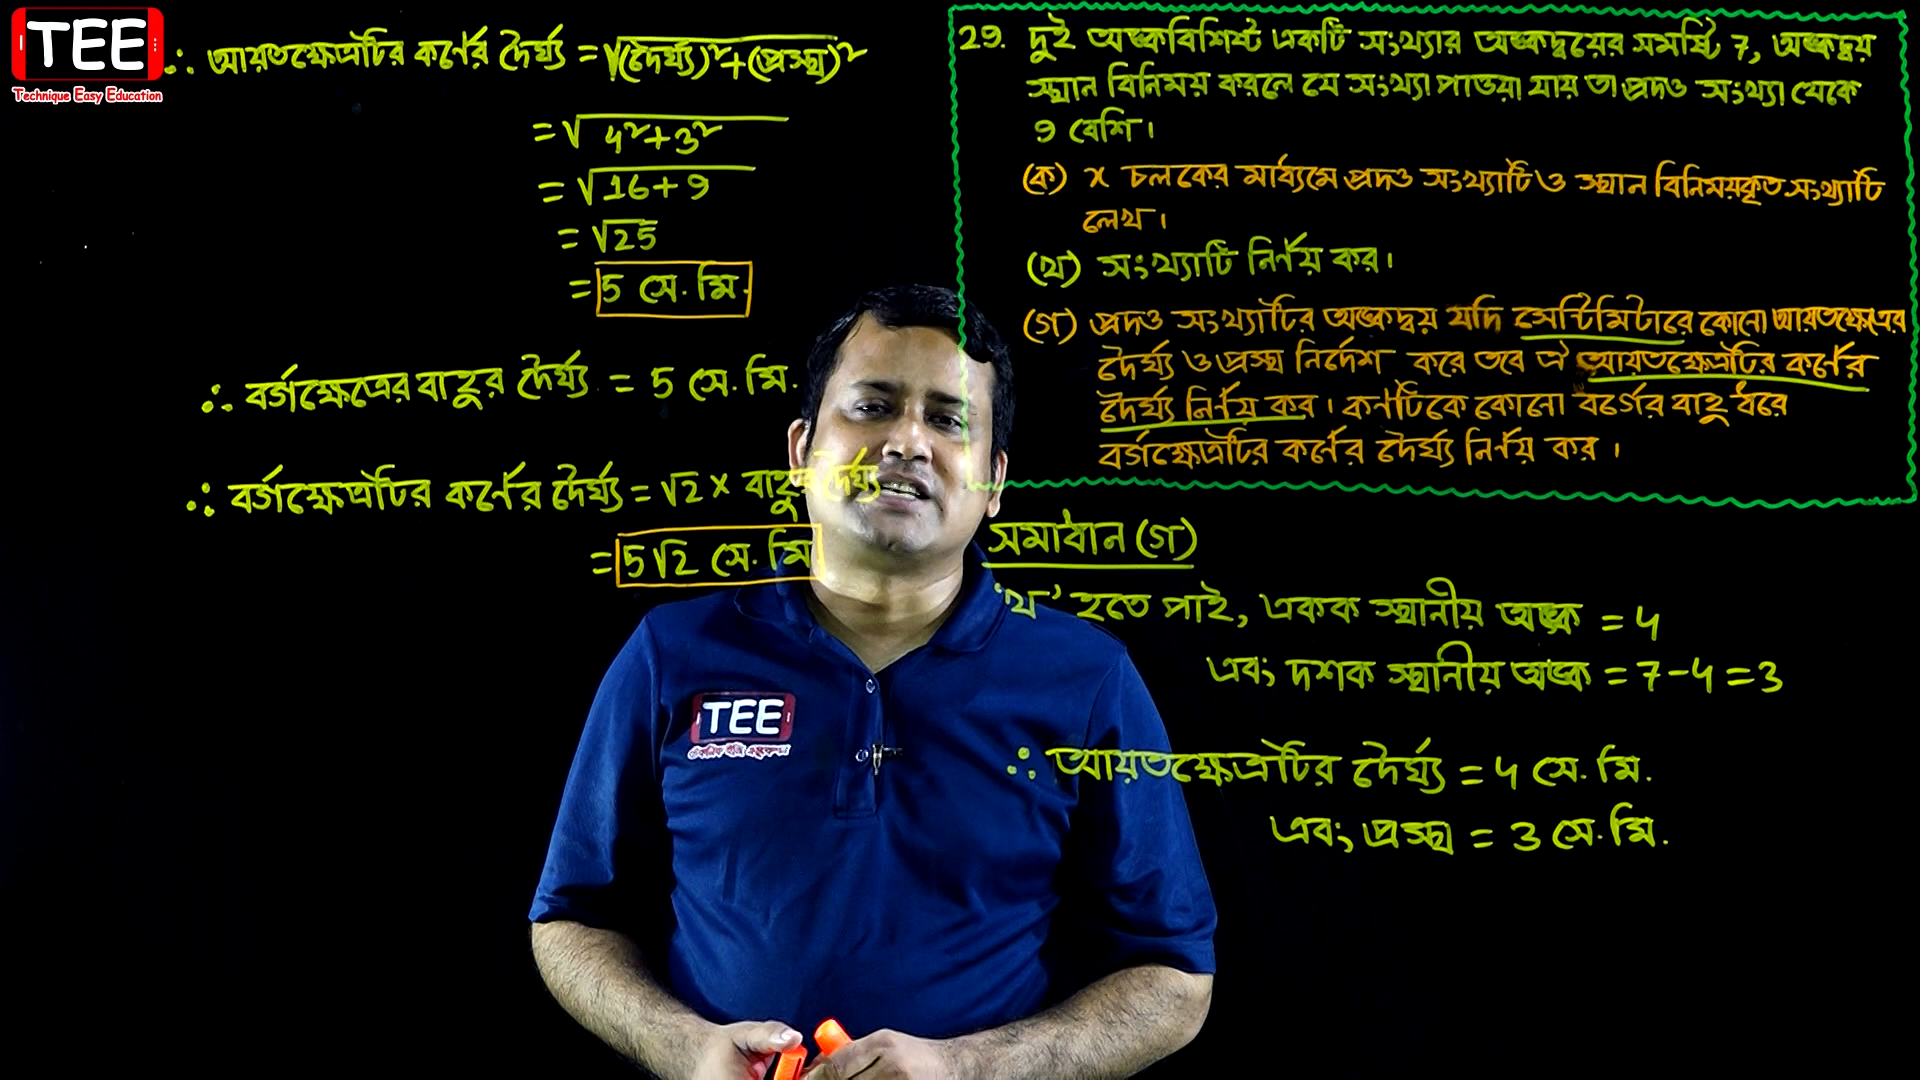 TEE
Technique Easy Education
∴ আয়তক্ষেত্রটির কর্ণের দৈর্ঘ্য = √(দৈর্ঘ্য)²+(প্রস্থ)²
= √4²+3²
= √16+9
= √25
= 5 সে. মি.
∴ বর্গক্ষেত্রের বাহুর দৈর্ঘ্য = 5 সে. মি.
∴ বর্গক্ষেত্রটির কর্ণের দৈর্ঘ্য = √2 × বাহুর দৈর্ঘ্য
= 5√2 সে. মি.
29. দুই অঙ্কবিশিষ্ট একটি সংখ্যার অঙ্কদ্বয়ের সমষ্টি 7, অঙ্কদ্বয়
স্থান বিনিময় করলে যে সংখ্যা পাওয়া যায় তা প্রদত্ত সংখ্যা থেকে
9 বেশি।
(ক) x চলকের মাধ্যমে প্রদত্ত সংখ্যাটি ও স্থান বিনিময়কৃত সংখ্যাটি
লেখ।
(খ) সংখ্যাটি নির্ণয় কর।
(গ) প্রদত্ত সংখ্যাটির অঙ্কদ্বয় যদি সেন্টিমিটারে কোনো আয়তক্ষেত্রের
দৈর্ঘ্য ও প্রস্থ নির্দেশ করে তবে ঐ আয়তক্ষেত্রটির কর্ণের
দৈর্ঘ্য নির্ণয় কর। কর্ণটিকে কোনো বর্গের বাহু ধরে
বর্গক্ষেত্রটির কর্ণের দৈর্ঘ্য নির্ণয় কর।
সমাধান (গ)
'খ' হতে পাই, একক স্থানীয় অঙ্ক = 4
এবং দশক স্থানীয় অঙ্ক = 7-4 = 3
∴ আয়তক্ষেত্রটির দৈর্ঘ্য = 4 সে. মি.
এবং প্রস্থ = 3 সে. মি.
TEE
টেকনিক ইজি এডুকেশন